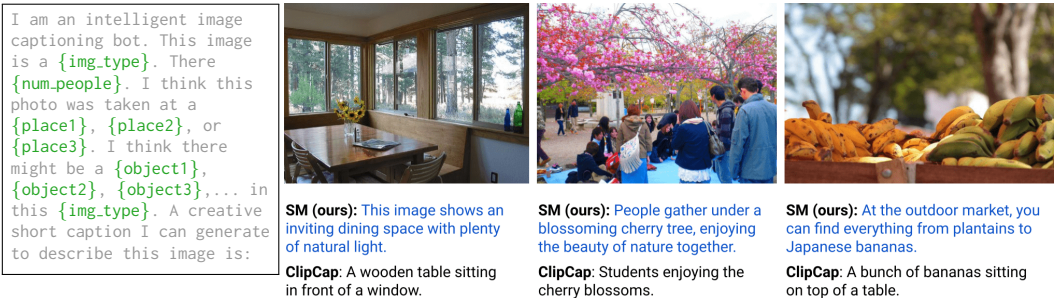 I am an intelligent image
captioning bot. This image
is a {img_type}. There
{num_people}. I think this
photo was taken at a
{place1}, {place2}, or
{place3}. I think there
might be a {object1},
{object2}, {object3},... in
this {img_type}. A creative
short caption I can generate
to describe this image is:
SM (ours): This image shows an
inviting dining space with plenty
of natural light.
ClipCap: A wooden table sitting
in front of a window.
SM (ours): People gather under a
blossoming cherry tree, enjoying
the beauty of nature together.
ClipCap: Students enjoying the
cherry blossoms.
SM (ours): At the outdoor market, you
can find everything from plantains to
Japanese bananas.
ClipCap: A bunch of bananas sitting
on top of a table.